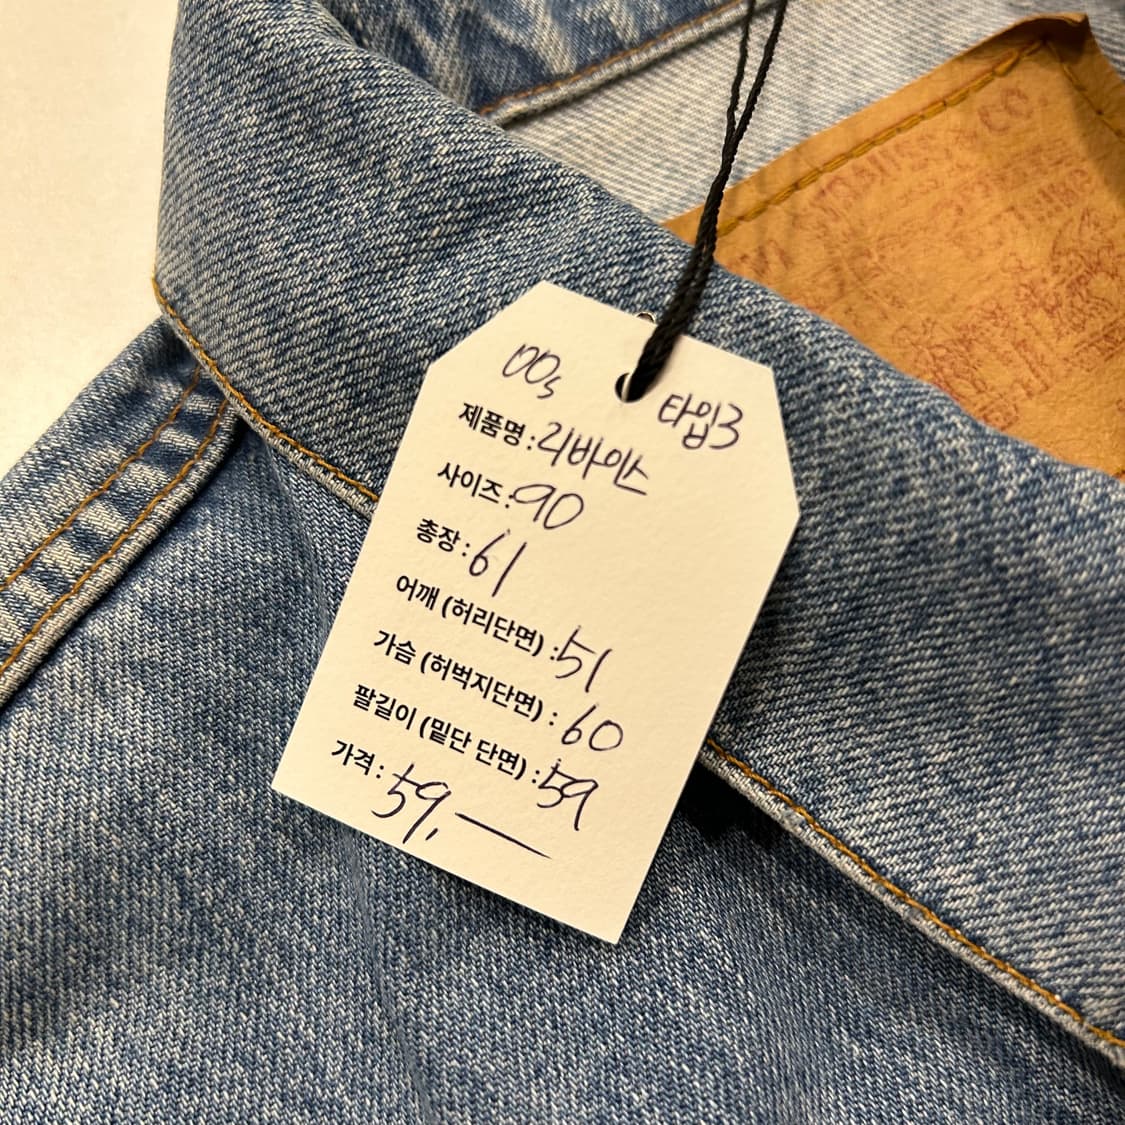 00s
타입3
제품명 : 리바이스
사이즈 : 90
총장 : 61
어깨 (허리단면) : 51
가슴 (허벅지단면) : 60
팔길이 (밑단 단면) : 59
가격 : 59,—
& CO.